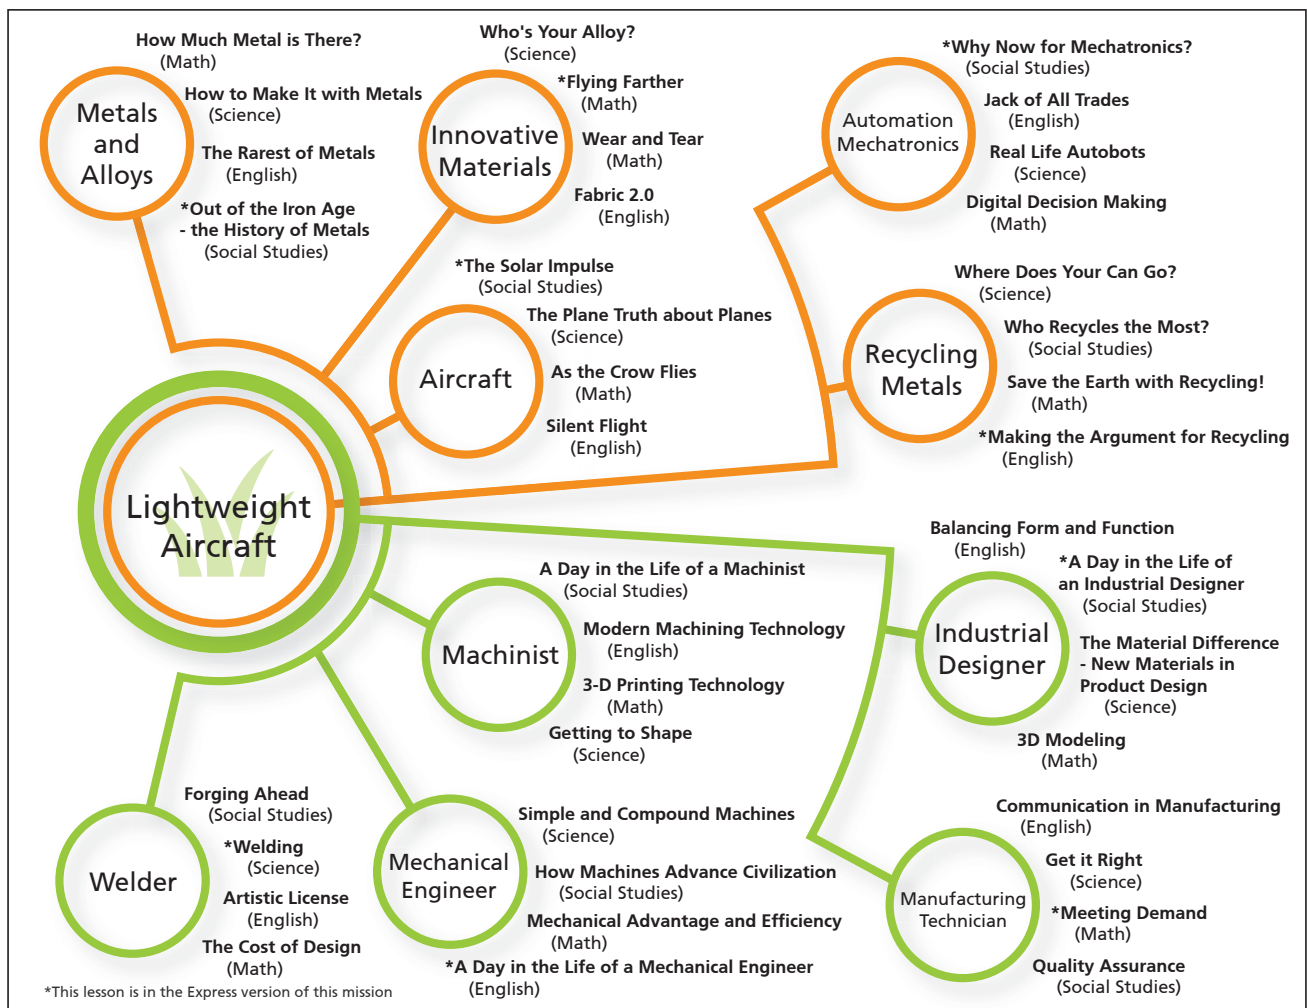 How Much Metal is There?
(Math)
Metals
and
Alloys
How to Make It with Metals
(Science)
The Rarest of Metals
(English)
*Out of the Iron Age
- the History of Metals
(Social Studies)
Who's Your Alloy?
(Science)
Innovative
Materials
*Flying Farther
(Math)
Wear and Tear
(Math)
Fabric 2.0
(English)
*The Solar Impulse
(Social Studies)
Aircraft
The Plane Truth about Planes
(Science)
As the Crow Flies
(Math)
Silent Flight
(English)
Automation
Mechatronics
*Why Now for Mechatronics?
(Social Studies)
Jack of All Trades
(English)
Real Life Autobots
(Science)
Digital Decision Making
(Math)
Recycling
Metals
Where Does Your Can Go?
(Science)
Who Recycles the Most?
(Social Studies)
Save the Earth with Recycling!
(Math)
*Making the Argument for Recycling
(English)
Lightweight
Aircraft
Machinist
A Day in the Life of a Machinist
(Social Studies)
Modern Machining Technology
(English)
3-D Printing Technology
(Math)
Getting to Shape
(Science)
Industrial
Designer
Balancing Form and Function
(English)
*A Day in the Life of
an Industrial Designer
(Social Studies)
The Material Difference
- New Materials in
Product Design
(Science)
3D Modeling
(Math)
Welder
Forging Ahead
(Social Studies)
*Welding
(Science)
Artistic License
(English)
The Cost of Design
(Math)
Mechanical
Engineer
Simple and Compound Machines
(Science)
How Machines Advance Civilization
(Social Studies)
Mechanical Advantage and Efficiency
(Math)
*A Day in the Life of a Mechanical Engineer
(English)
Manufacturing
Technician
Communication in Manufacturing
(English)
Get it Right
(Science)
*Meeting Demand
(Math)
Quality Assurance
(Social Studies)
*This lesson is in the Express version of this mission